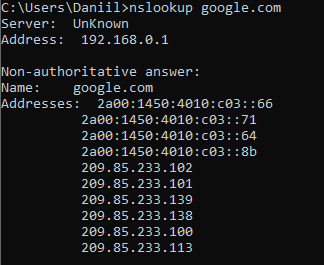 C:\Users\Daniil>nslookup google.com
Server:  UnKnown
Address:  192.168.0.1

Non-authoritative answer:
Name:    google.com
Addresses:  2a00:1450:4010:c03::66
          2a00:1450:4010:c03::71
          2a00:1450:4010:c03::64
          2a00:1450:4010:c03::8b
          209.85.233.102
          209.85.233.101
          209.85.233.139
          209.85.233.138
          209.85.233.100
          209.85.233.113